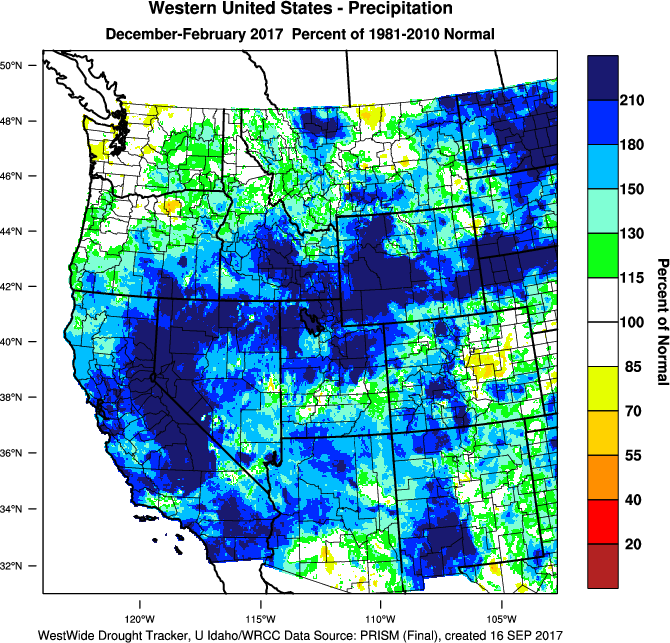 Western United States - Precipitation
December-February 2017  Percent of 1981-2010 Normal
50°N
48°N
46°N
44°N
42°N
40°N
38°N
36°N
34°N
32°N
120°W
115°W
110°W
105°W
210
180
150
130
115
100
85
70
55
40
20
Percent of Normal
WestWide Drought Tracker, U Idaho/WRCC Data Source: PRISM (Final), created 16 SEP 2017